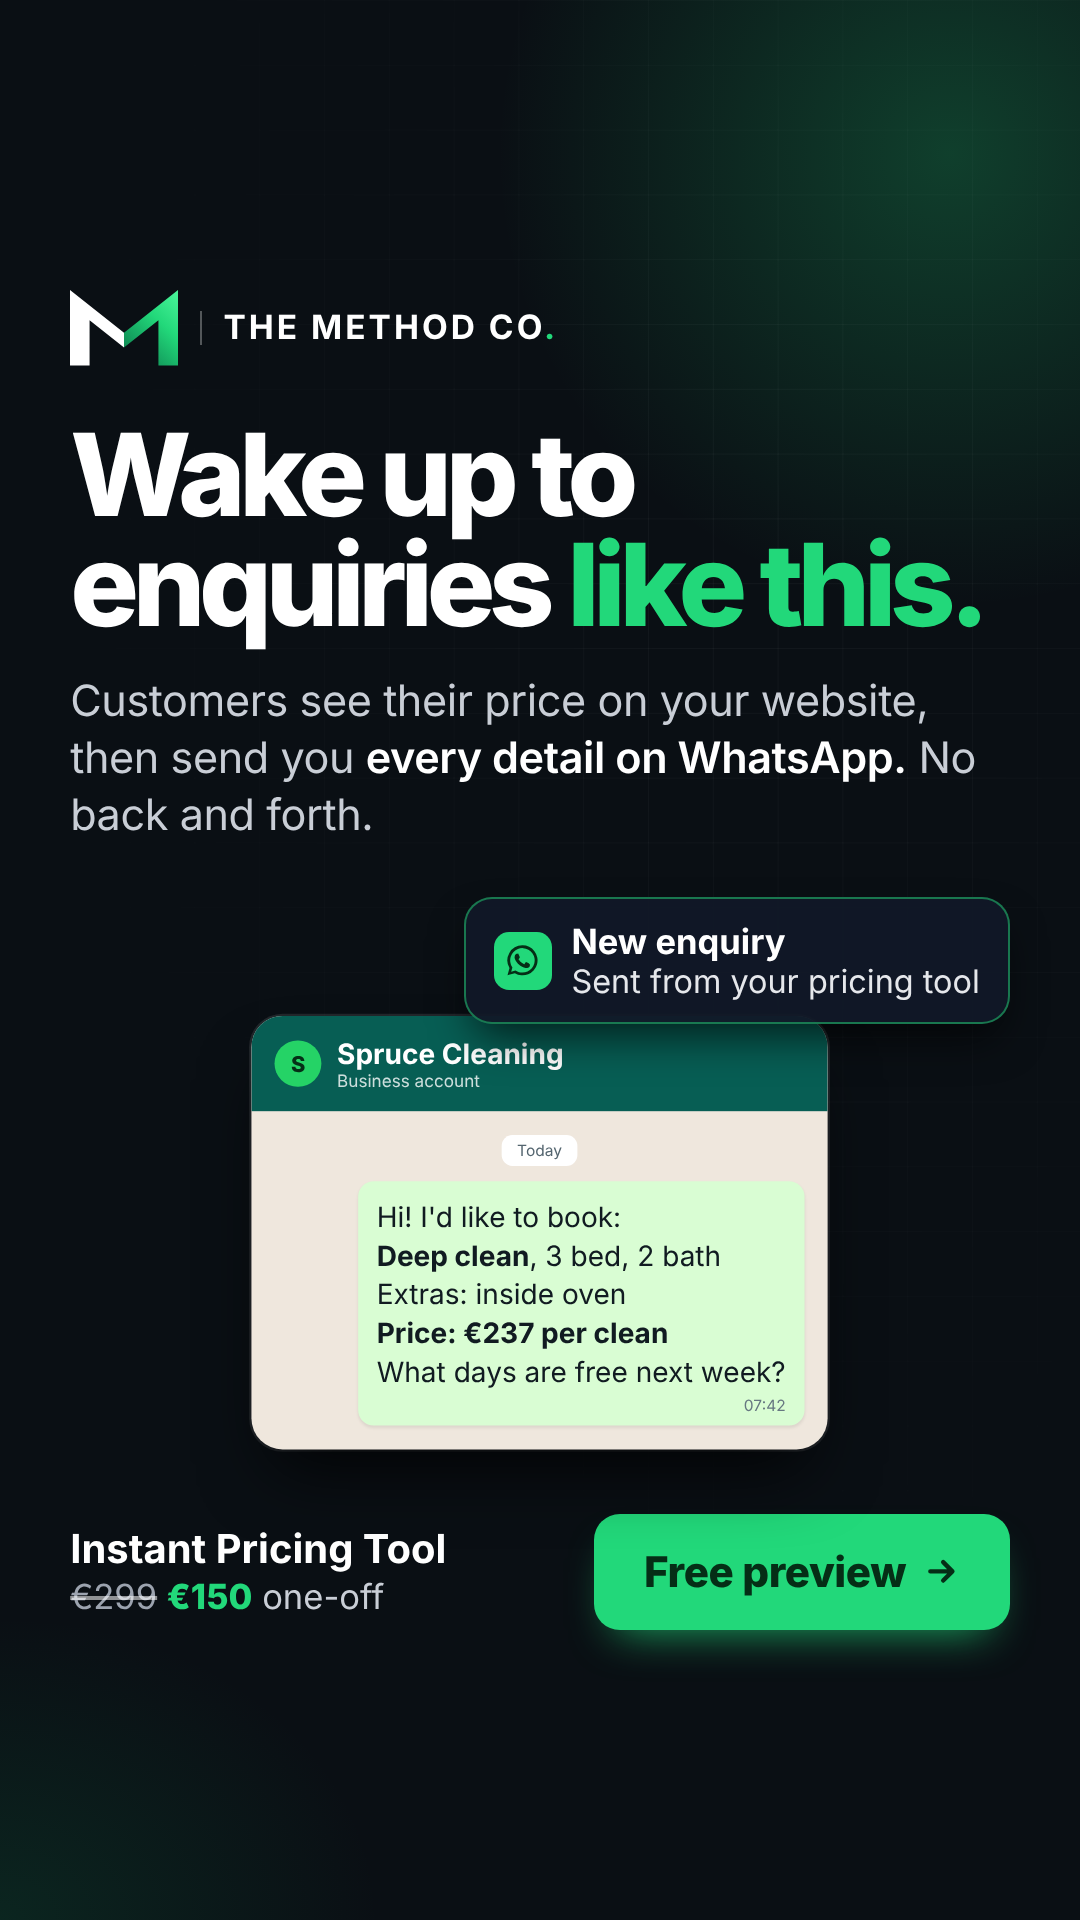 THE METHOD CO.
Wake up to
enquiries like this.
Customers see their price on your website,
then send you every detail on WhatsApp. No
back and forth.
New enquiry
Sent from your pricing tool
S
Spruce Cleaning
Business account
Today
Hi! I'd like to book:
Deep clean, 3 bed, 2 bath
Extras: inside oven
Price: €237 per clean
What days are free next week?
07:42
Instant Pricing Tool
€299 €150 one-off
Free preview →